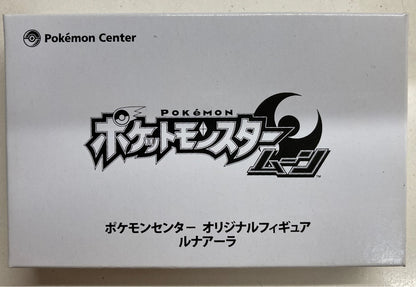 Pokémon Center
POKéMON
ポケットモンスター
ムーン
TM
ポケモンセンター オリジナルフィギュア
ルナアーラ